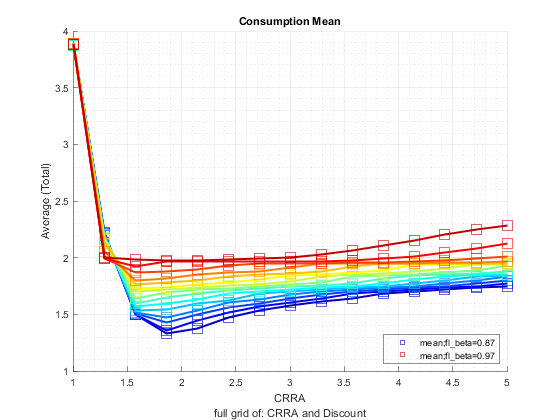 Consumption Mean
4
3.5
3
2.5
2
1.5
1
Average (Total)
1
1.5
2
2.5
3
3.5
4
4.5
5
mean;fl_beta=0.87
mean;fl_beta=0.97
CRRA
full grid of: CRRA and Discount